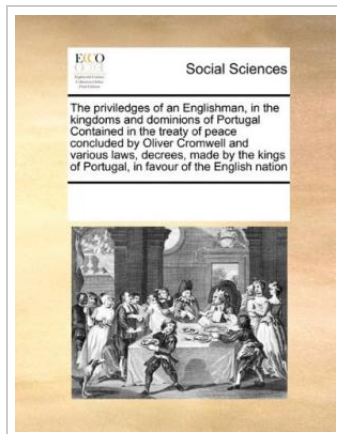 ECCO
Social Sciences
The priviledges of an Englishman, in the
kingdoms and dominions of Portugal
Contained in the treaty of peace
concluded by Oliver Cromwell and
various laws, decrees, made by the kings
of Portugal, in favour of the English nation